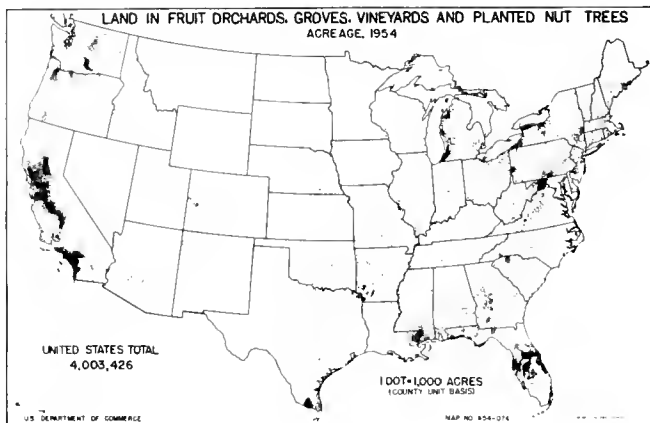 LAND IN FRUIT ORCHARDS, GROVES, VINEYARDS AND PLANTED NUT TREES
ACREAGE, 1954
UNITED STATES TOTAL
4,003,426
1 DOT=1,000 ACRES
(COUNTY UNIT BASIS)
U.S. DEPARTMENT OF COMMERCE
MAP NO. A54-074